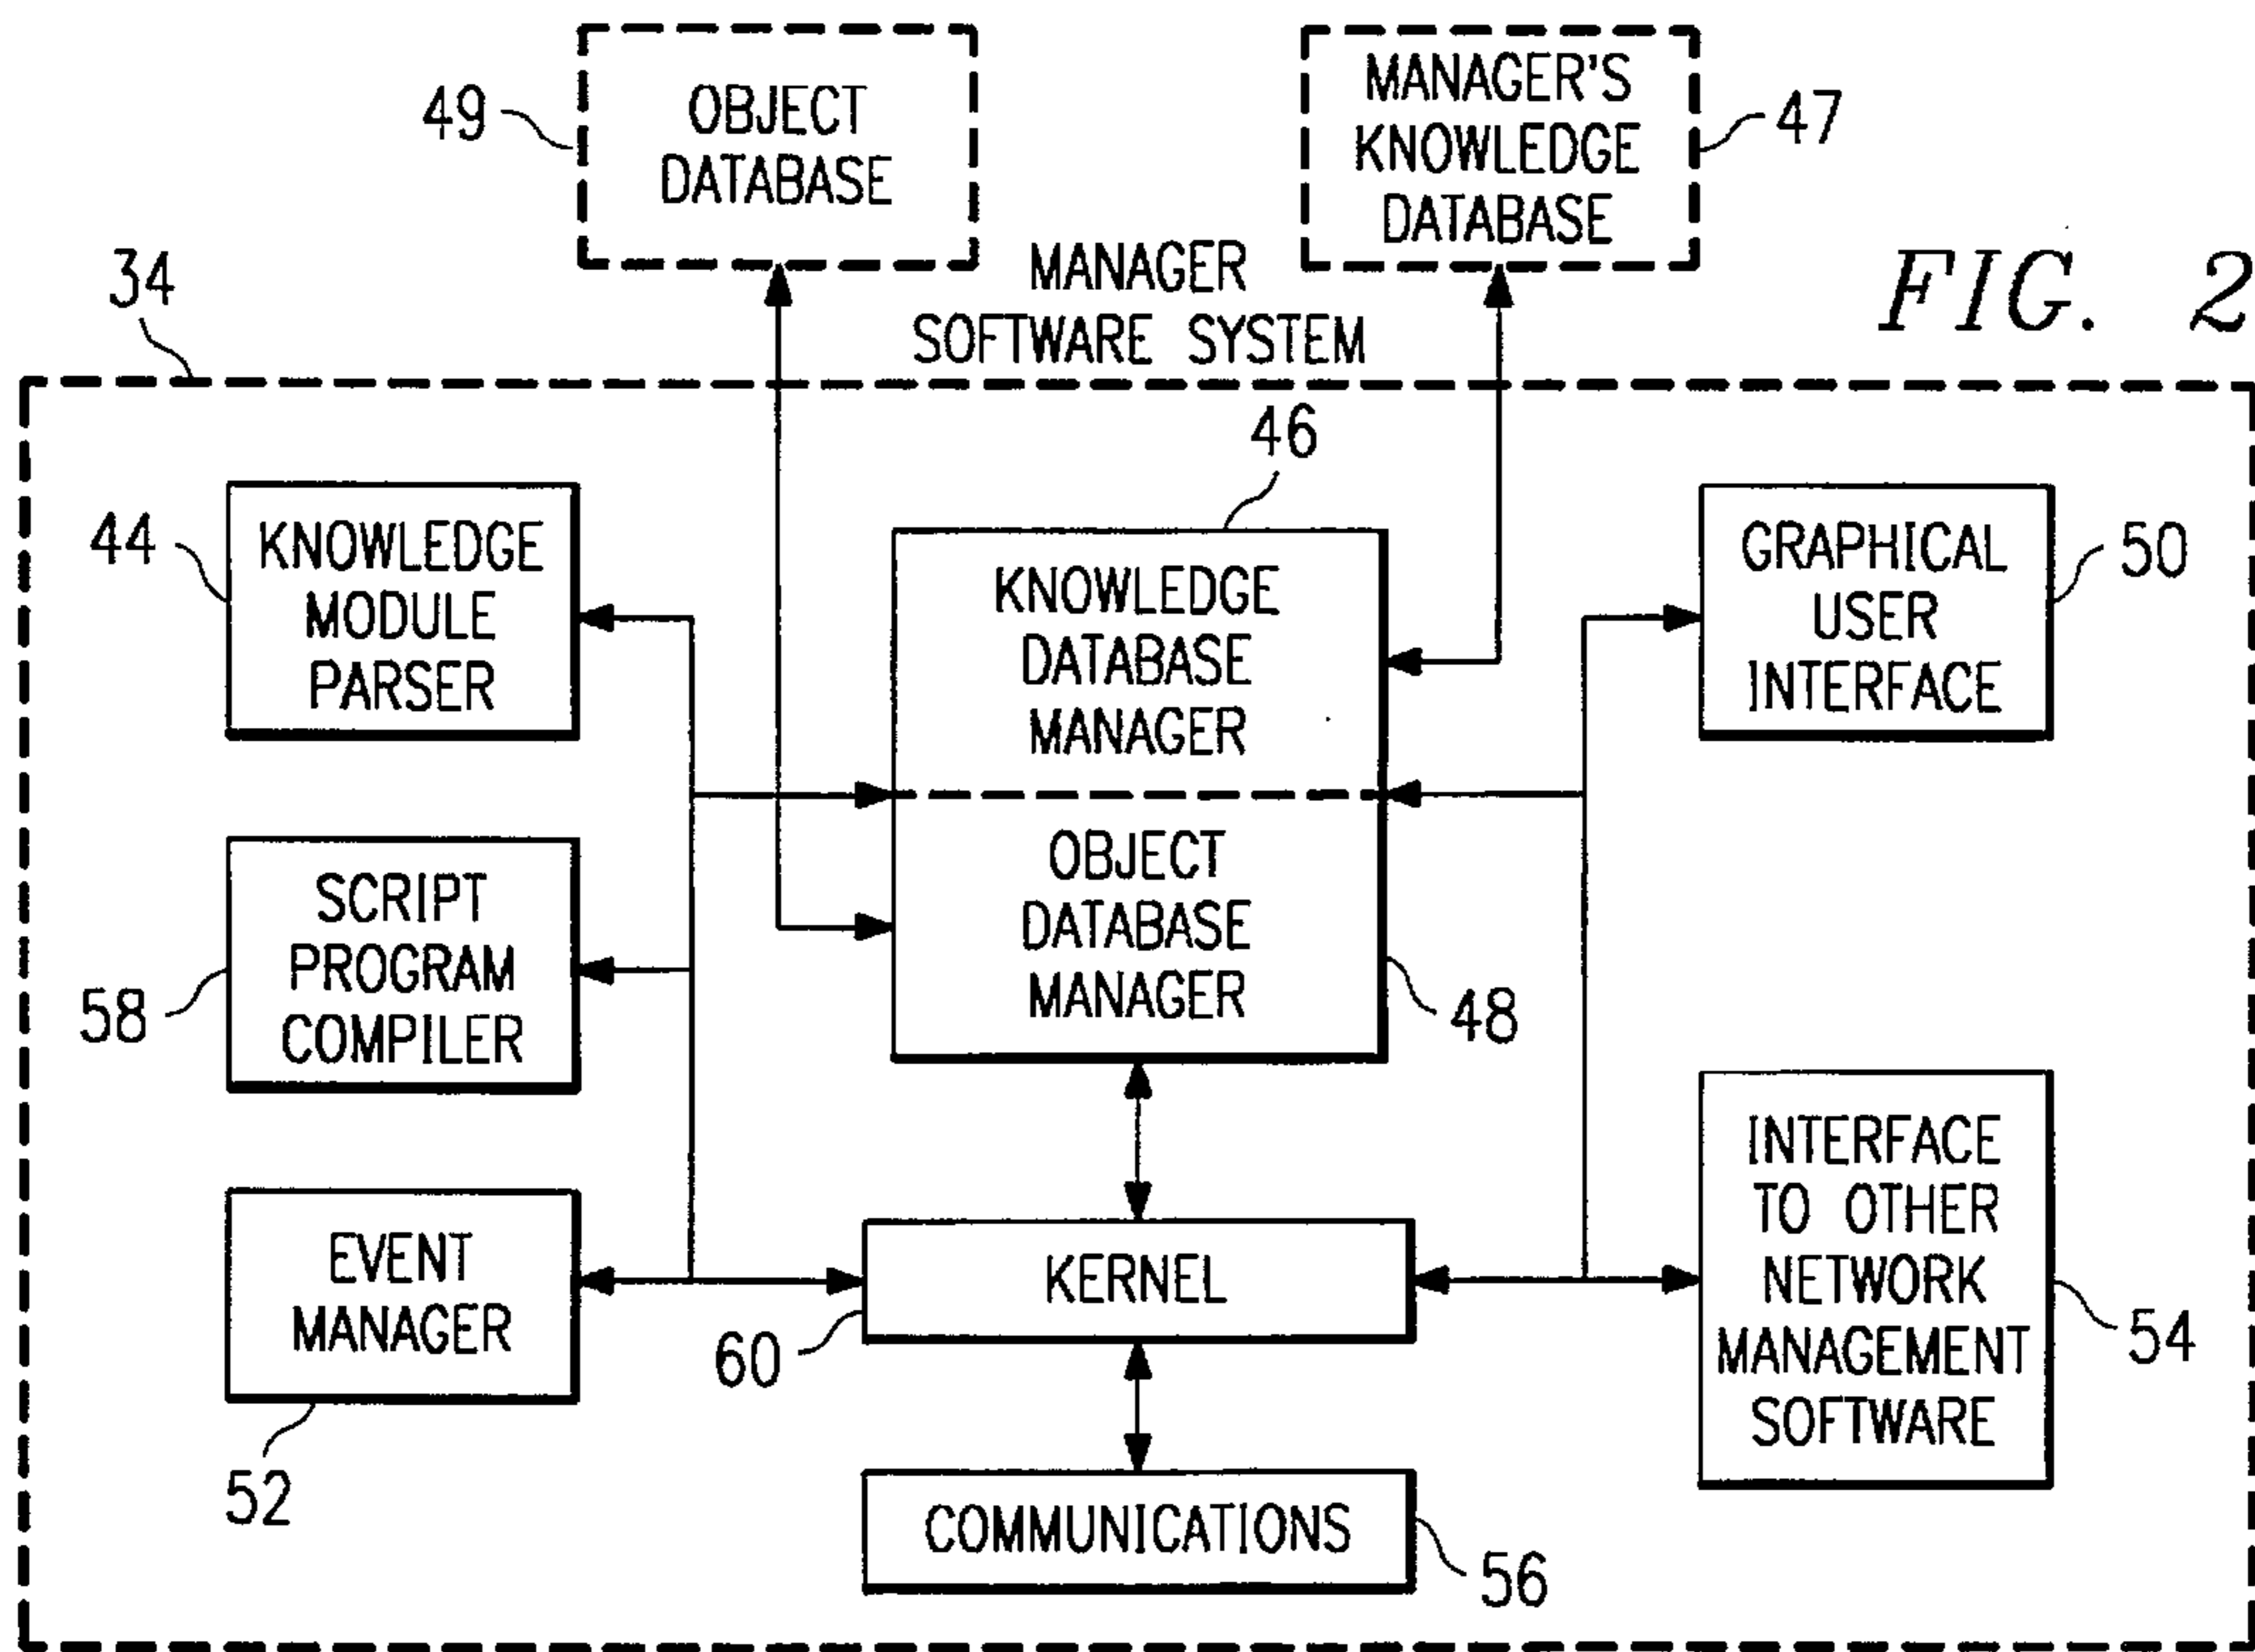 49
OBJECT
DATABASE
MANAGER'S
KNOWLEDGE
DATABASE
47
34
MANAGER
SOFTWARE SYSTEM
FIG. 2
46
44
KNOWLEDGE
MODULE
PARSER
KNOWLEDGE
DATABASE
MANAGER
GRAPHICAL
USER
INTERFACE
50
58
SCRIPT
PROGRAM
COMPILER
OBJECT
DATABASE
MANAGER
48
EVENT
MANAGER
52
KERNEL
60
INTERFACE
TO OTHER
NETWORK
MANAGEMENT
SOFTWARE
54
COMMUNICATIONS
56